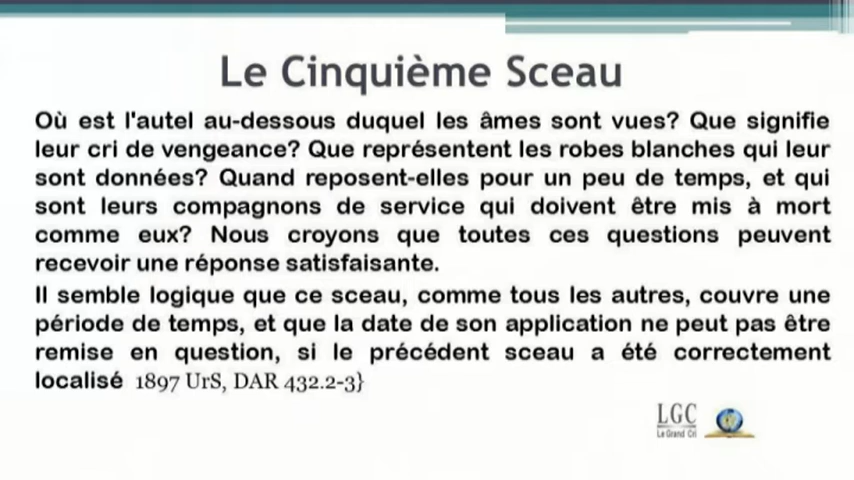 Le Cinquième Sceau
Où est l'autel au-dessous duquel les âmes sont vues? Que signifie
leur cri de vengeance? Que représentent les robes blanches qui leur
sont données? Quand reposent-elles pour un peu de temps, et qui
sont leurs compagnons de service qui doivent être mis à mort
comme eux? Nous croyons que toutes ces questions peuvent
recevoir une réponse satisfaisante.
Il semble logique que ce sceau, comme tous les autres, couvre une
période de temps, et que la date de son application ne peut pas être
remise en question, si le précédent sceau a été correctement
localisé 1897 UrS, DAR 432.2-3}
LGC
Le Grand Cri